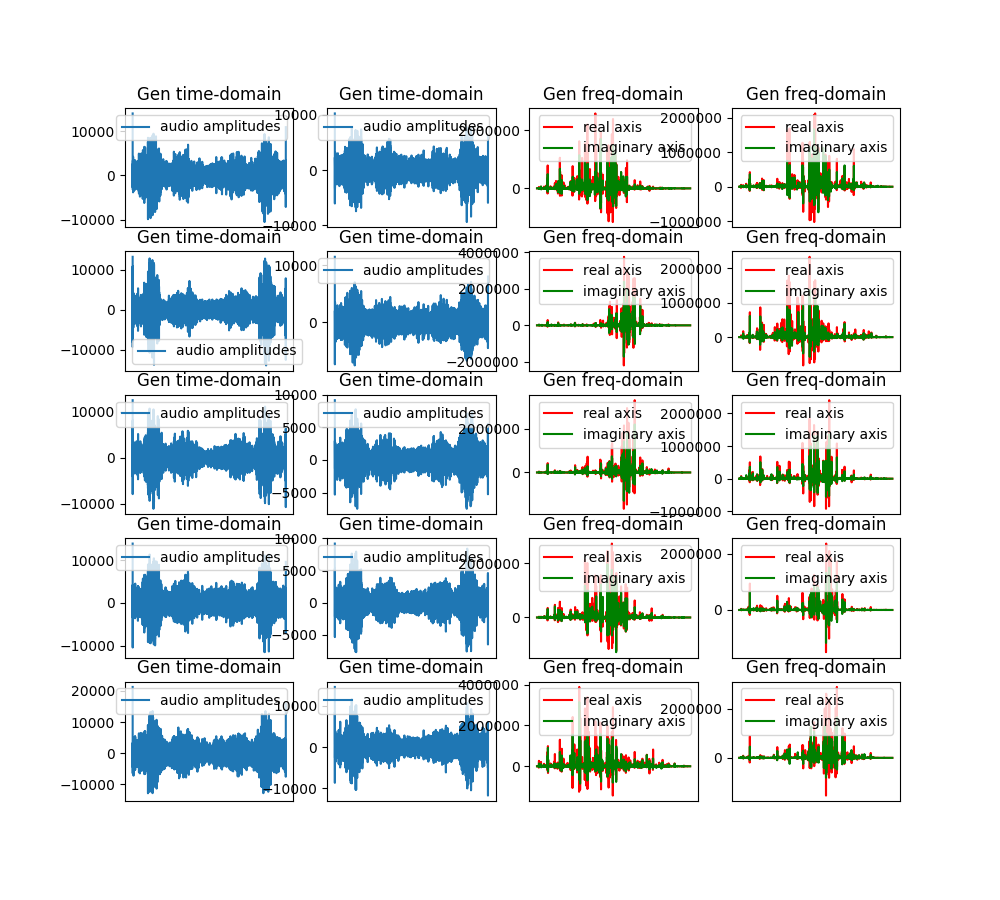 Gen time-domain Gen time-domain Gen freq-domain Gen freq-domain
10000 audio amplitudes 10000 audio amplitudes 2000000 real axis 2000000 real axis
imaginary axis 1000000 imaginary axis
0 0 0 0
−10000 −10000 −1000000
Gen time-domain Gen time-domain Gen freq-domain Gen freq-domain
10000 10000 audio amplitudes 4000000 real axis 2000000 real axis
2000000 imaginary axis 1000000 imaginary axis
0 0 0 0
−10000 audio amplitudes −2000000
Gen time-domain Gen time-domain Gen freq-domain Gen freq-domain
10000 audio amplitudes 10000 audio amplitudes 2000000 real axis 2000000 real axis
5000 imaginary axis 1000000 imaginary axis
0 0 0 0
−10000 −5000 −1000000
Gen time-domain Gen time-domain Gen freq-domain Gen freq-domain
10000 audio amplitudes 10000 audio amplitudes 2000000 real axis 2000000 real axis
5000 imaginary axis imaginary axis
0 0 0 0
−10000 −5000
Gen time-domain Gen time-domain Gen freq-domain Gen freq-domain
20000 audio amplitudes 10000 audio amplitudes 4000000 real axis 2000000 real axis
10000 2000000 imaginary axis imaginary axis
0 0 0 0
−10000 −10000